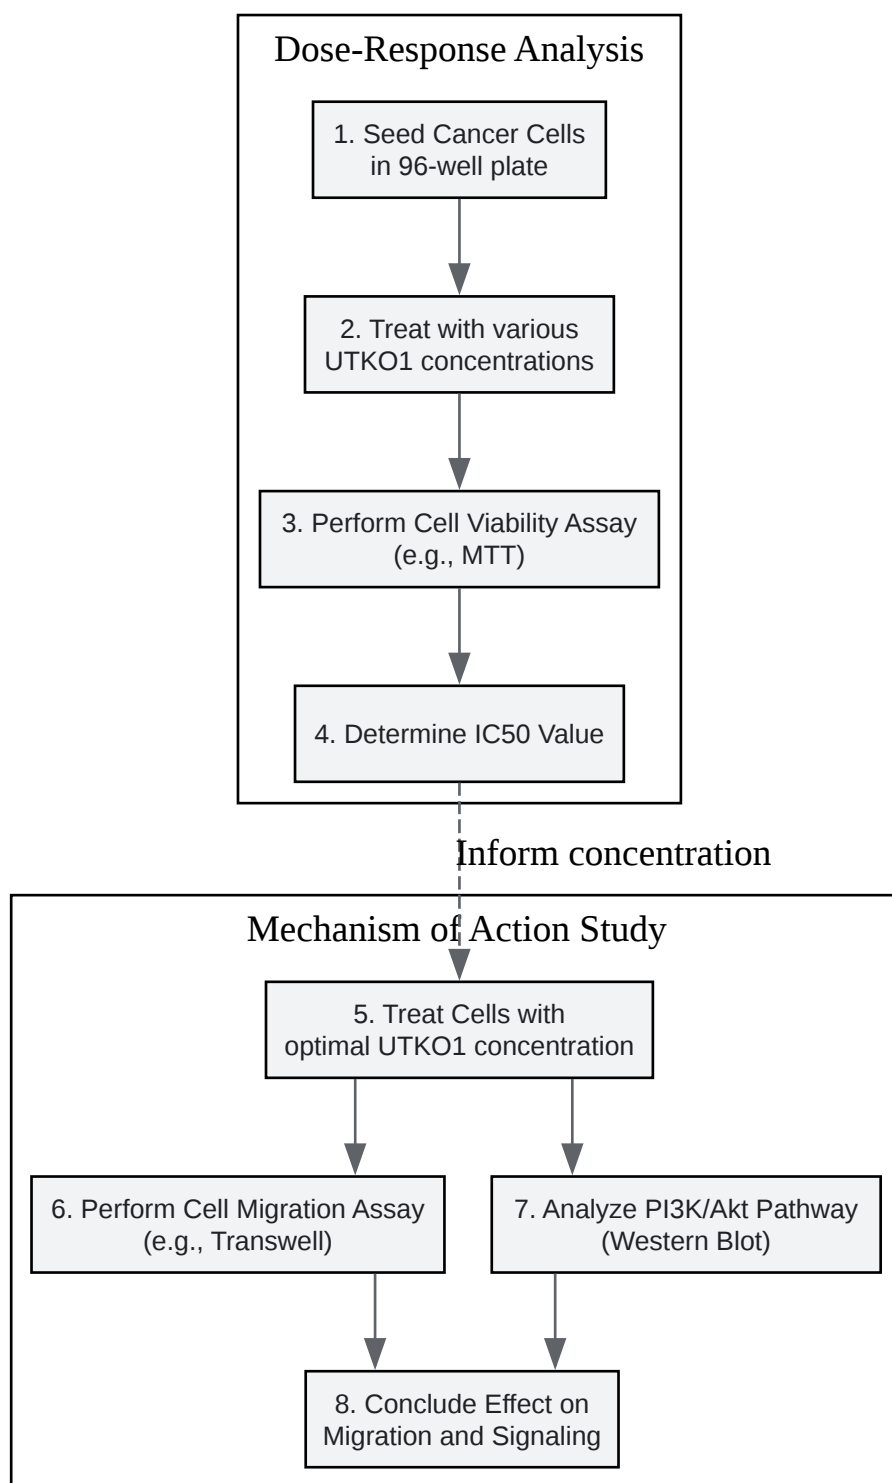 Dose-Response Analysis
1. Seed Cancer Cells
in 96-well plate
2. Treat with various
UTKO1 concentrations
3. Perform Cell Viability Assay
(e.g., MTT)
4. Determine IC50 Value
Inform concentration
Mechanism of Action Study
5. Treat Cells with
optimal UTKO1 concentration
6. Perform Cell Migration Assay
(e.g., Transwell)
7. Analyze PI3K/Akt Pathway
(Western Blot)
8. Conclude Effect on
Migration and Signaling